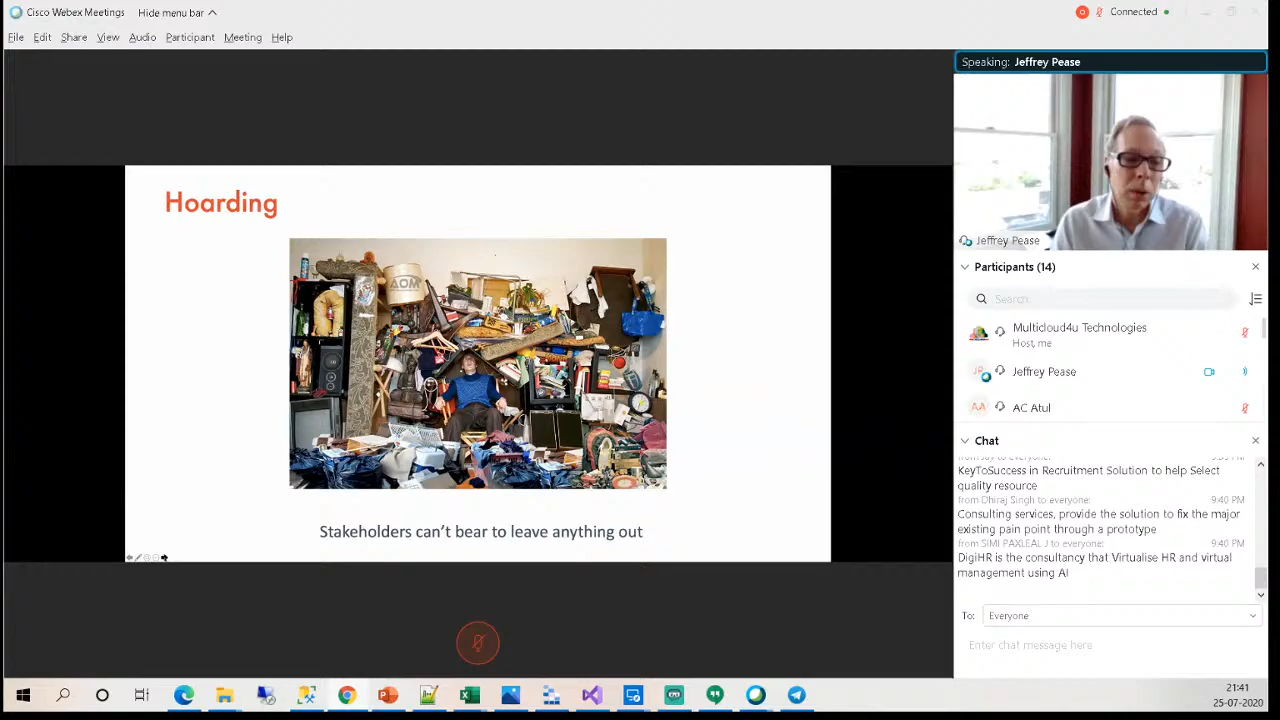 Cisco Webex Meetings
Hide menu bar
Connected
File Edit Share View Audio Participant Meeting Help
Speaking: Jeffrey Pease
Hoarding
AOM
Stakeholders can't bear to leave anything out
Jeffrey Pease
Participants (14)
Search
Multicloud4u Technologies
Host, me
Jeffrey Pease
AA AC Atul
Chat
KeyToSuccess in Recruitment Solution to help Select
quality resource
from Dhiraj Singh to everyone: 9:40 PM
Consulting services, provide the solution to fix the major
existing pain point through a prototype
from SIMI PAXLEAL J to everyone: 9:40 PM
DigiHR is the consultancy that Virtualise HR and virtual
management using AI
To: Everyone
Enter chat message here
21:41
25-07-2020